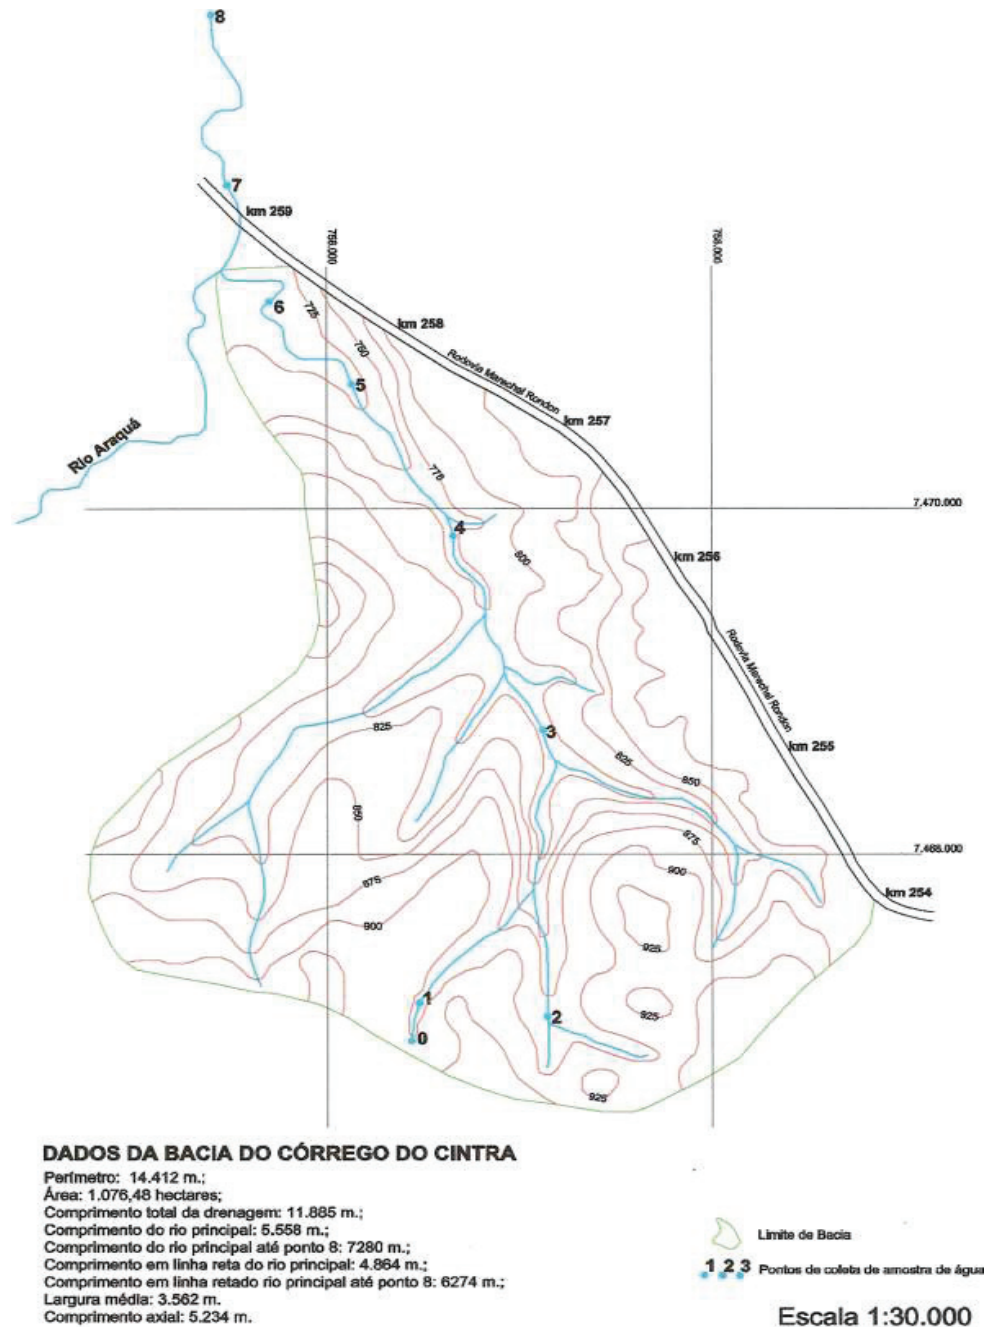 8
7
km 259
756.000
758.000
6
725
km 258
750
Rodovia Marechal Rondon
5
km 257
Rio Araquá
775
7.470.000
4
800
km 256
Rodovia Marechal Rondon
825
3
km 255
825
850
850
875
7.468.000
875
900
km 254
900
925
1
925
2
0
925
DADOS DA BACIA DO CÓRREGO DO CINTRA
Perímetro: 14.412 m.;
Área: 1.076,48 hectares;
Comprimento total da drenagem: 11.885 m.;
Comprimento do rio principal: 5.558 m.;
Comprimento do rio principal até ponto 8: 7280 m.;
Comprimento em linha reta do rio principal: 4.864 m.;
Comprimento em linha retado rio principal até ponto 8: 6274 m.;
Largura média: 3.562 m.
Comprimento axial: 5.234 m.
Limite de Bacia
1 2 3 Pontos de coleta de amostra de água
Escala 1:30.000